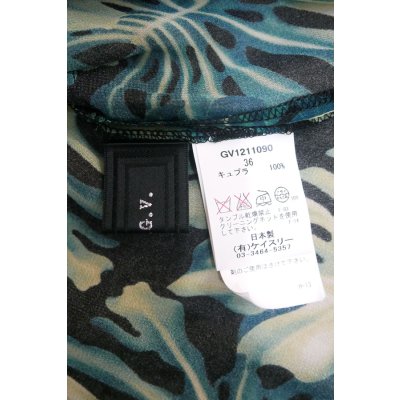 G.V.
GV1211090
36
キュプラ 100%
タンブル乾燥禁止
クリーニングネットを使用
して下さい。
日本製
(有)ケイスリー
03-3464-5357